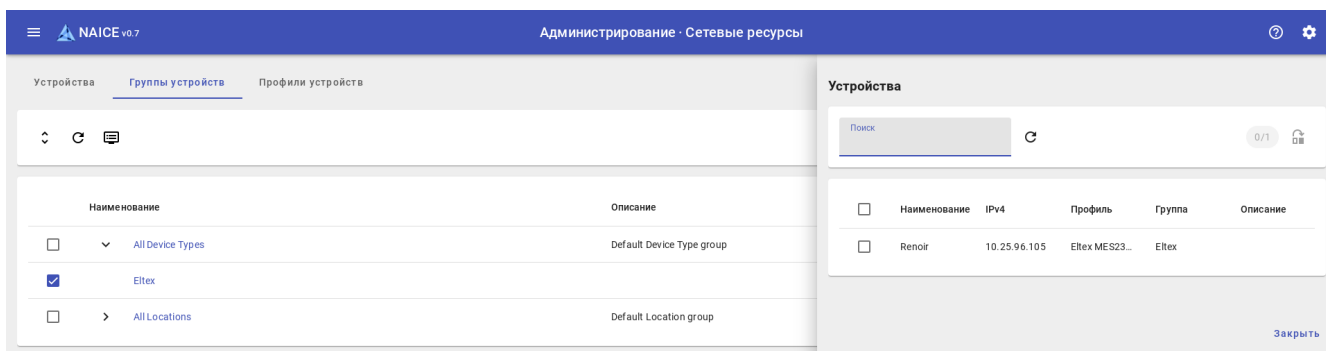 NAICE v0.7
Администрирование · Сетевые ресурсы
Устройства Группы устройств Профили устройств
Наименование Описание
All Device Types Default Device Type group
Eltex
All Locations Default Location group
Устройства
Поиск
0/1
Наименование IPv4 Профиль Группа Описание
Renoir 10.25.96.105 Eltex MES23... Eltex
Закрыть